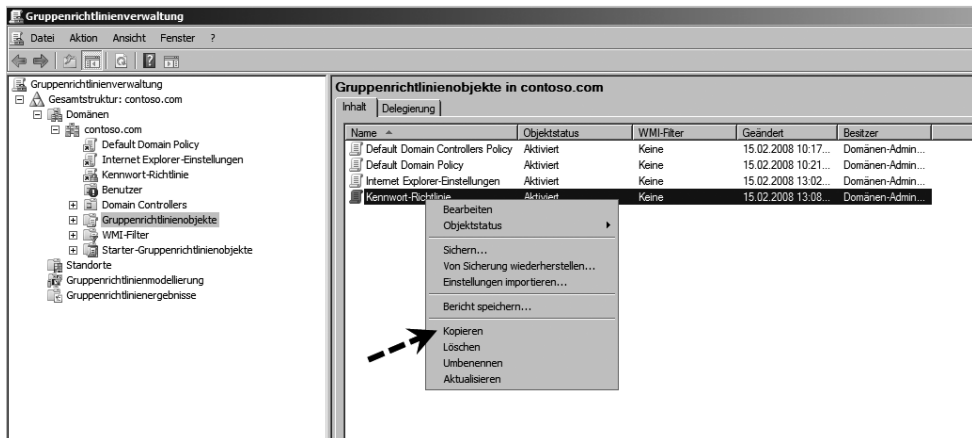 Gruppenrichtlinienverwaltung
Datei Aktion Ansicht Fenster ?
Gruppenrichtlinienverwaltung
Gesamtstruktur: contoso.com
Domänen
contoso.com
Default Domain Policy
Internet Explorer-Einstellungen
Kennwort-Richtlinie
Benutzer
Domain Controllers
Gruppenrichtlinienobjekte
WMI-Filter
Starter-Gruppenrichtlinienobjekte
Standorte
Gruppenrichtlinienmodellierung
Gruppenrichtlinienergebnisse
Gruppenrichtlinienobjekte in contoso.com
Inhalt Delegierung
Name Objektstatus WMI-Filter Geändert Besitzer
Default Domain Controllers Policy Aktiviert Keine 15.02.2008 10:17... Domänen-Admin...
Default Domain Policy Aktiviert Keine 15.02.2008 10:21... Domänen-Admin...
Internet Explorer-Einstellungen Aktiviert Keine 15.02.2008 13:02... Domänen-Admin...
Kennwort-Richtlinie Aktiviert Keine 15.02.2008 13:08... Domänen-Admin...
Bearbeiten
Objektstatus
Sichern...
Von Sicherung wiederherstellen...
Einstellungen importieren...
Bericht speichern...
Kopieren
Löschen
Umbenennen
Aktualisieren